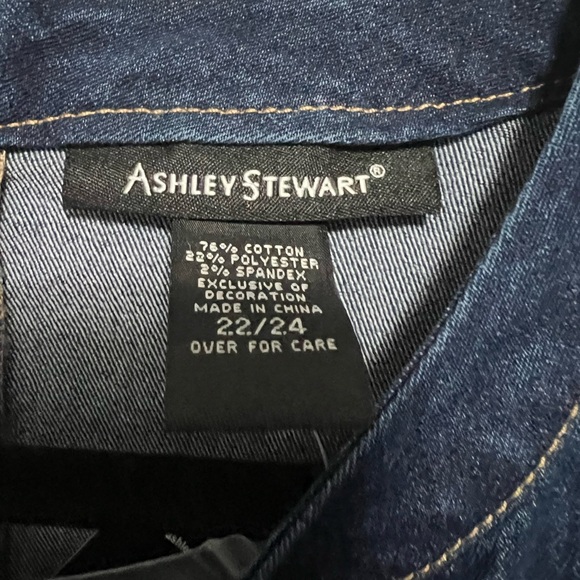 ASHLEY STEWART®
76% COTTON
22% POLYESTER
2% SPANDEX
EXCLUSIVE OF
DECORATION
MADE IN CHINA
22/24
OVER FOR CARE